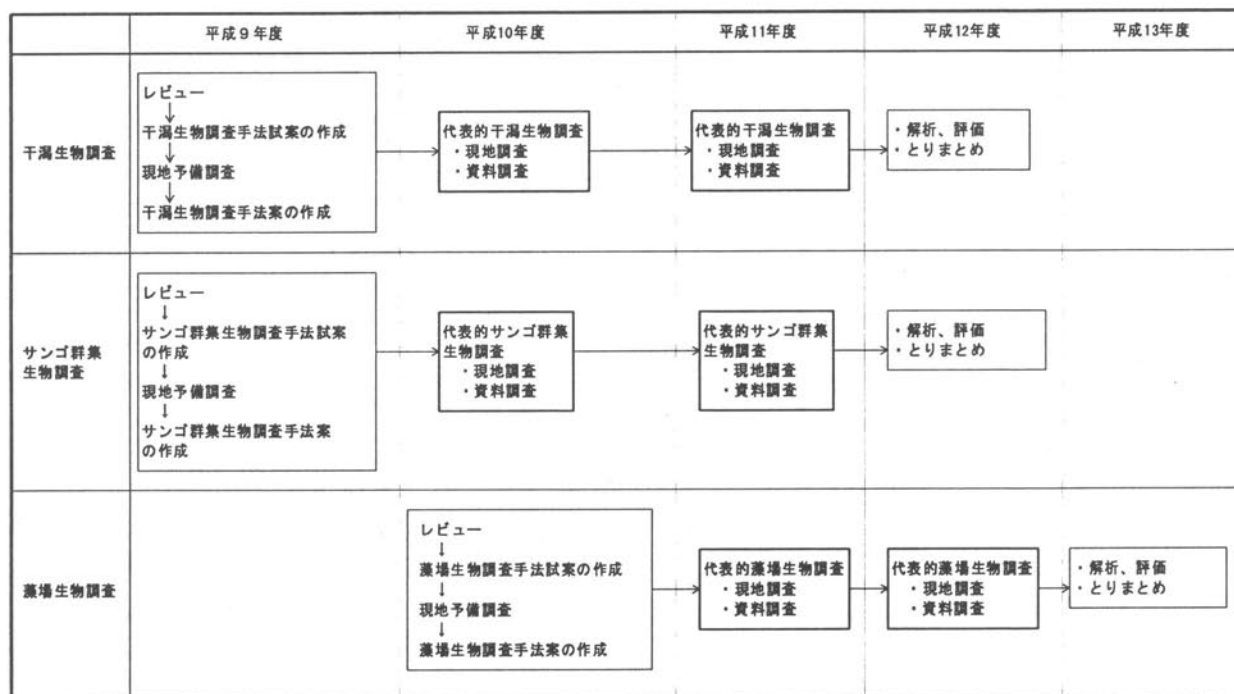 平成９年度
平成10年度
平成11年度
平成12年度
平成13年度
干潟生物調査
レビュー
↓
干潟生物調査手法試案の作成
↓
現地予備調査
↓
干潟生物調査手法案の作成
代表的干潟生物調査
・現地調査
・資料調査
代表的干潟生物調査
・現地調査
・資料調査
・解析、評価
・とりまとめ
サンゴ群集
生物調査
レビュー
↓
サンゴ群集生物調査手法試案
の作成
↓
現地予備調査
↓
サンゴ群集生物調査手法案
の作成
代表的サンゴ群集
生物調査
・現地調査
・資料調査
代表的サンゴ群集
生物調査
・現地調査
・資料調査
・解析、評価
・とりまとめ
藻場生物調査
レビュー
↓
藻場生物調査手法試案の作成
↓
現地予備調査
↓
藻場生物調査手法案の作成
代表的藻場生物調査
・現地調査
・資料調査
代表的藻場生物調査
・現地調査
・資料調査
・解析、評価
・とりまとめ